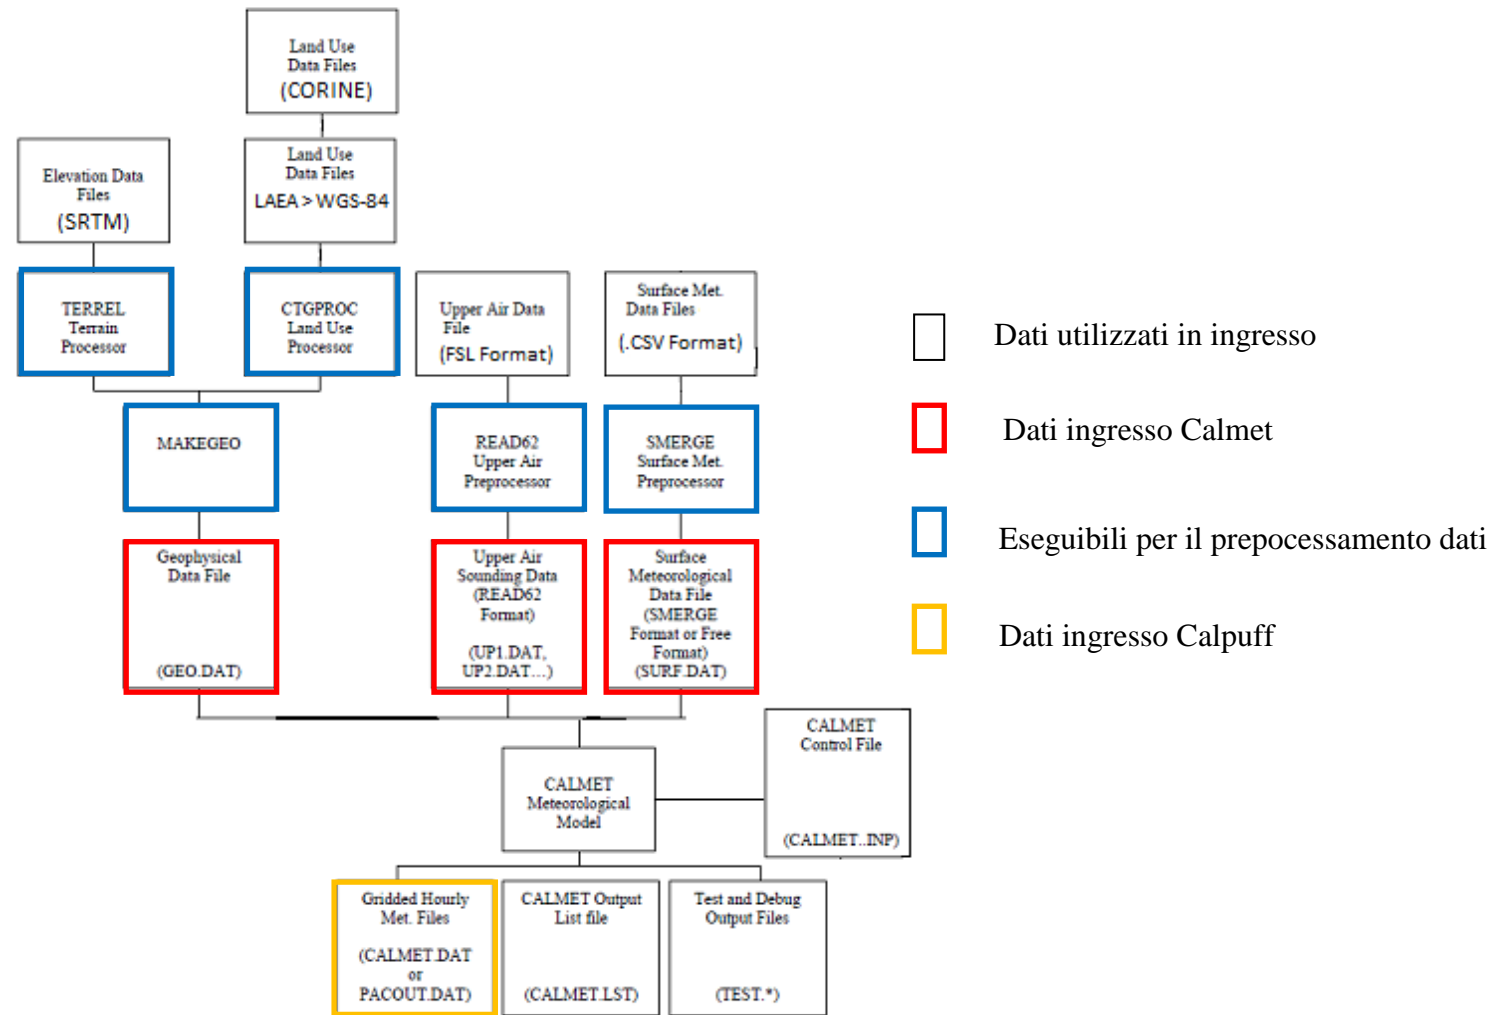 Land Use
Data Files
(CORINE)
Elevation Data
Files
(SRTM)
Land Use
Data Files
LAEA > WGS-84
TERREL
Terrain
Processor
CTGPROC
Land Use
Processor
Upper Air Data
File
(FSL Format)
Surface Met.
Data Files
(.CSV Format)
MAKEGEO
READ62
Upper Air
Preprocessor
SMERGE
Surface Met.
Preprocessor
Geophysical
Data File
(GEO.DAT)
Upper Air
Sounding Data
(READ62
Format)
(UP1.DAT,
UP2.DAT...)
Surface
Meteorological
Data File
(SMERGE
Format or Free
Format)
(SURF.DAT)
CALMET
Meteorological
Model
CALMET
Control File
(CALMET..INP)
Gridded Hourly
Met. Files
(CALMET.DAT
or
PACOUT.DAT)
CALMET Output
List file
(CALMET.LST)
Test and Debug
Output Files
(TEST.*)
Dati utilizzati in ingresso
Dati ingresso Calmet
Eseguibili per il prepocessamento dati
Dati ingresso Calpuff